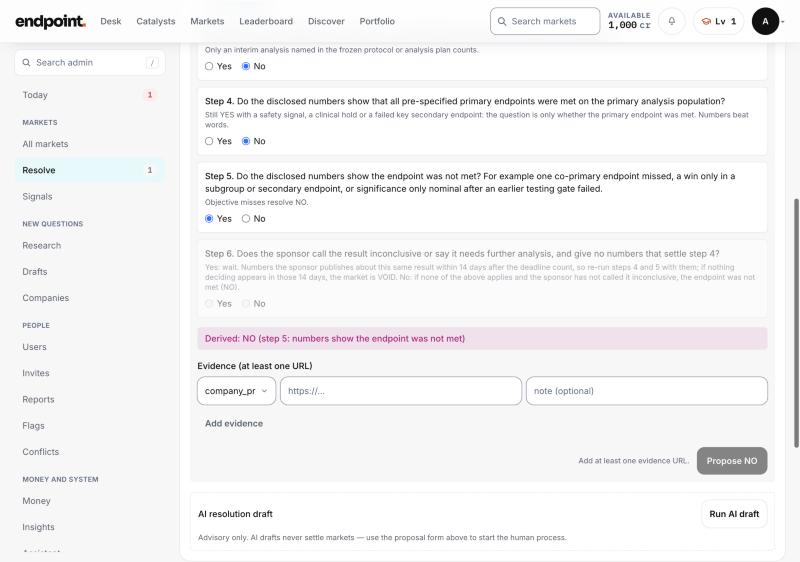 endpoint.
Desk
Catalysts
Markets
Leaderboard
Discover
Portfolio
Search markets
AVAILABLE
1,000 cr
Lv 1
A
Search admin
/
Today
1
MARKETS
All markets
Resolve
1
Signals
NEW QUESTIONS
Research
Drafts
Companies
PEOPLE
Users
Invites
Reports
Flags
Conflicts
MONEY AND SYSTEM
Money
Insights
Only an interim analysis named in the frozen protocol or analysis plan counts.
Yes No
Step 4. Do the disclosed numbers show that all pre-specified primary endpoints were met on the primary analysis population?
Still YES with a safety signal, a clinical hold or a failed key secondary endpoint: the question is only whether the primary endpoint was met. Numbers beat
words.
Yes No
Step 5. Do the disclosed numbers show the endpoint was not met? For example one co-primary endpoint missed, a win only in a
subgroup or secondary endpoint, or significance only nominal after an earlier testing gate failed.
Objective misses resolve NO.
Yes No
Step 6. Does the sponsor call the result inconclusive or say it needs further analysis, and give no numbers that settle step 4?
Yes: wait. Numbers the sponsor publishes about this same result within 14 days after the deadline count, so re-run steps 4 and 5 with them; if nothing
deciding appears in those 14 days, the market is VOID. No: if none of the above applies and the sponsor has not called it inconclusive, the endpoint was not
met (NO).
Yes No
Derived: NO (step 5: numbers show the endpoint was not met)
Evidence (at least one URL)
company_pr
https://...
note (optional)
Add evidence
Add at least one evidence URL.
Propose NO
AI resolution draft
Run AI draft
Advisory only. AI drafts never settle markets — use the proposal form above to start the human process.